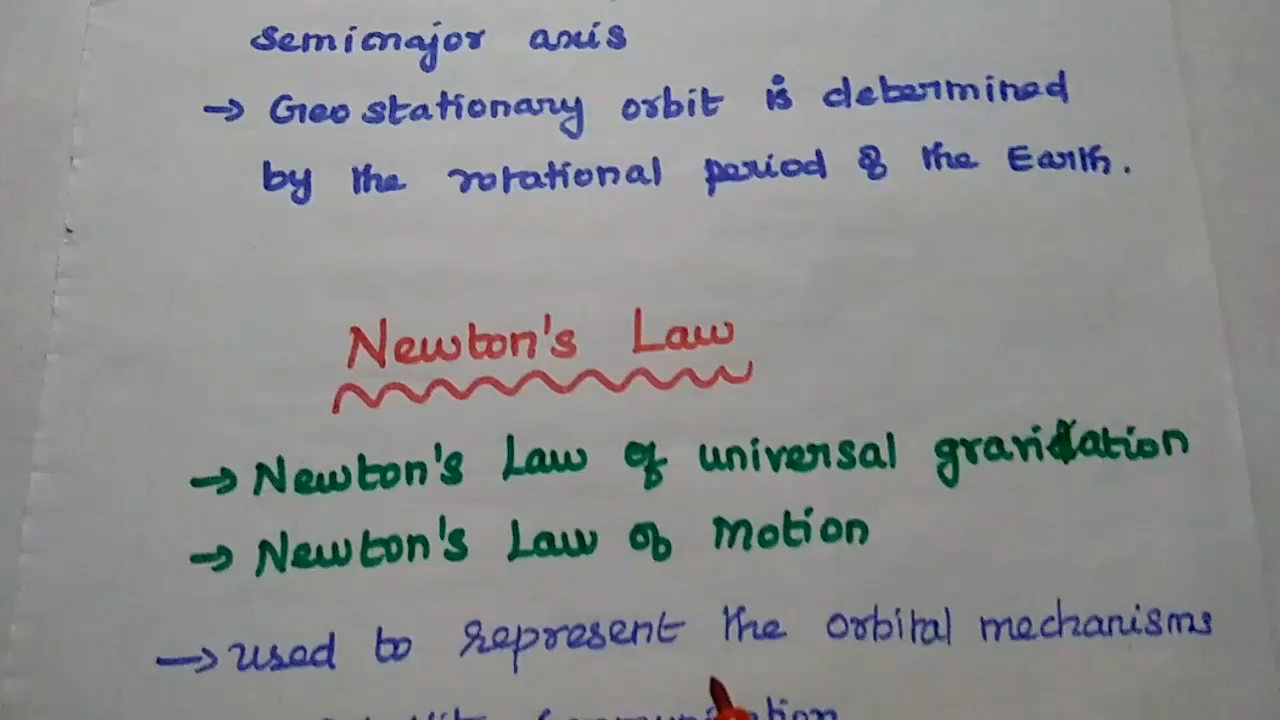 semimajor axis
→ Geo stationary orbit is determined
by the rotational period of the Earth.
Newton's Law
→ Newton's Law of universal gravitation
→ Newton's Law of Motion
→ used to represent the orbital mechanisms